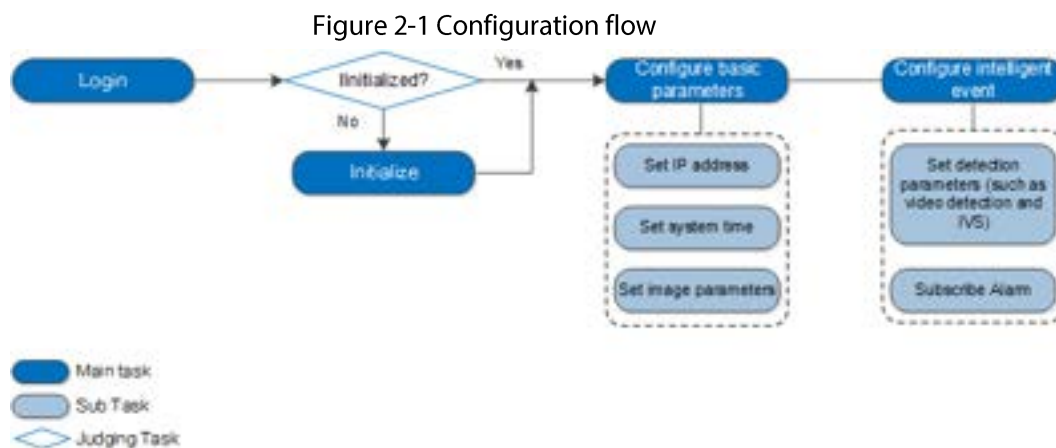 Figure 2-1 Configuration flow
Login
IInitialized?
Yes
No
Initialize
Configure basic
parameters
Set IP address
Set system time
Set image parameters
Configure intelligent
event
Set detection
parameters (such as
video detection and
IVS)
Subscribe Alarm
Main task
Sub Task
Judging Task